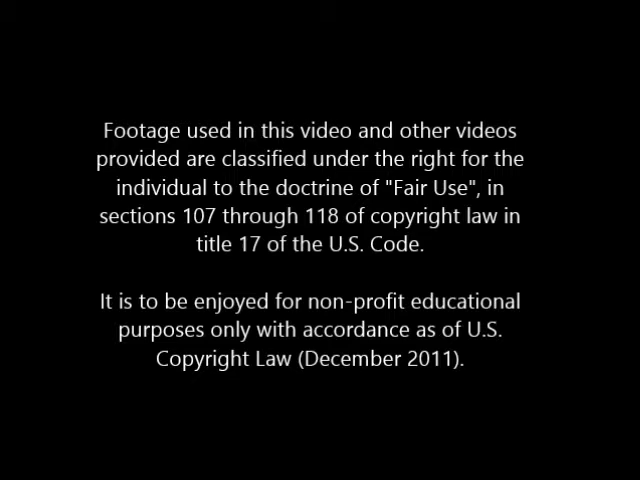 Footage used in this video and other videos
provided are classified under the right for the
individual to the doctrine of "Fair Use", in
sections 107 through 118 of copyright law in
title 17 of the U.S. Code.
It is to be enjoyed for non-profit educational
purposes only with accordance as of U.S.
Copyright Law (December 2011).